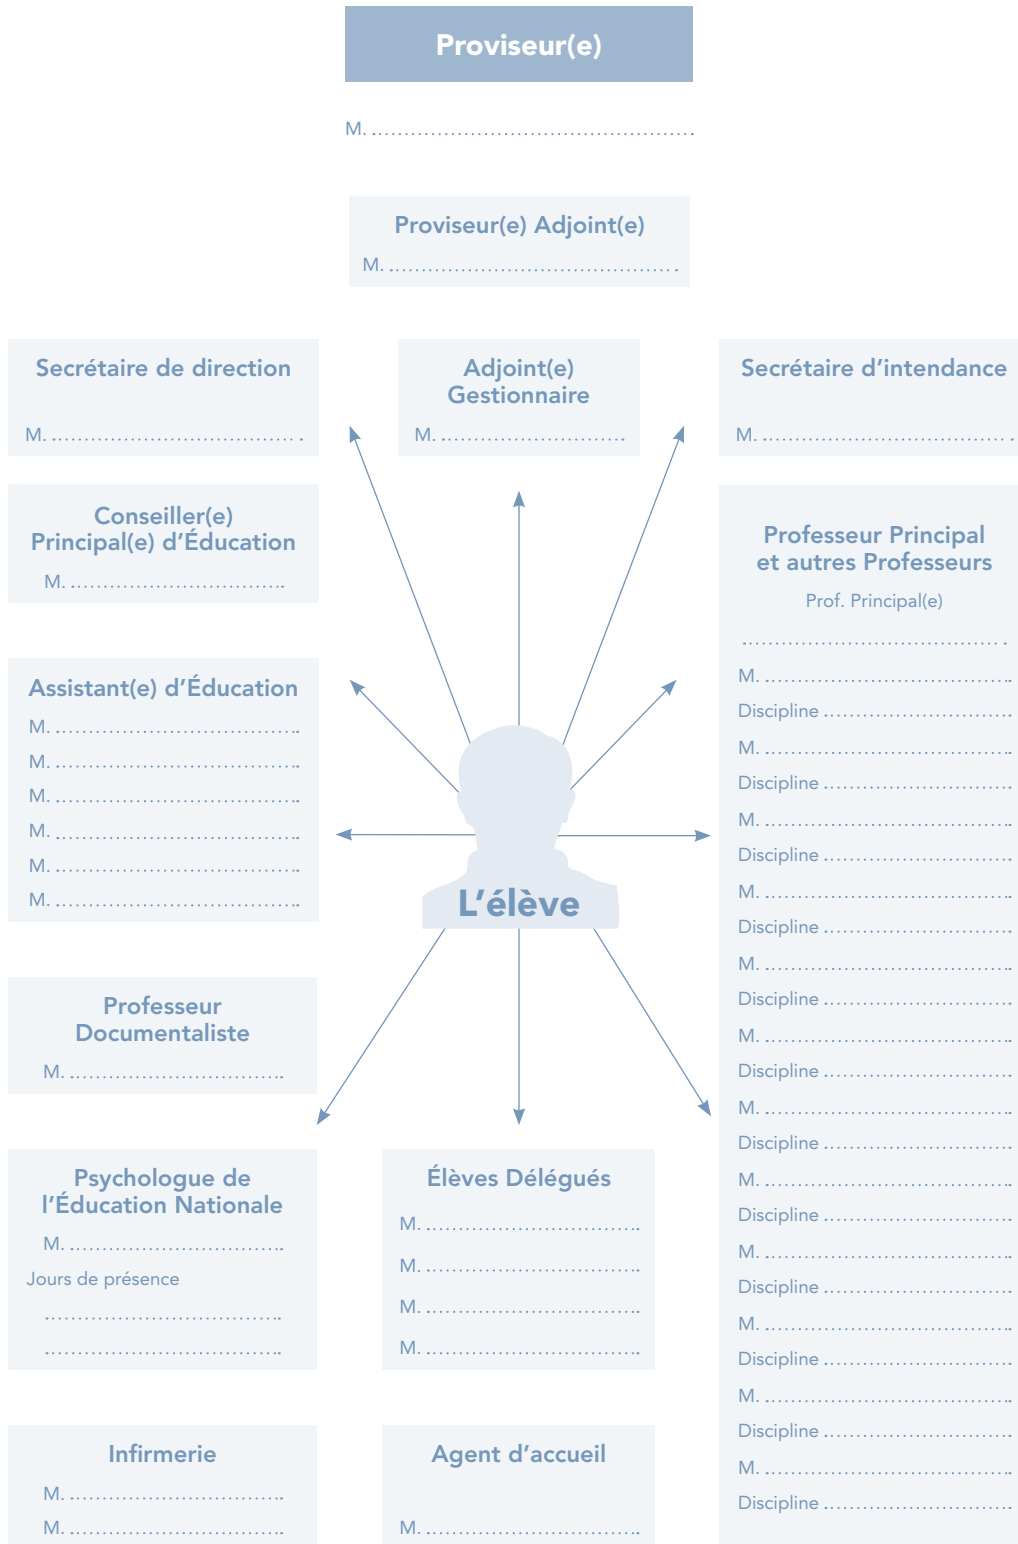 Proviseur(e)
M. ................................................
Proviseur(e) Adjoint(e)
M. ...........................................
Secrétaire de direction
M. ......................................
Adjoint(e)
Gestionnaire
M. .............................
Secrétaire d'intendance
M. .......................................
Conseiller(e)
Principal(e) d'Éducation
M. .................................
Assistant(e) d'Éducation
M. .....................................
M. .....................................
M. .....................................
M. .....................................
M. .....................................
M. .....................................
L'élève
Professeur
Documentaliste
M. .................................
Psychologue de
l'Éducation Nationale
M. .................................
Jours de présence
....................................
....................................
Infirmerie
M. .................................
M. .................................
Élèves Délégués
M. .................................
M. .................................
M. .................................
M. .................................
Agent d'accueil
M. .................................
Professeur Principal
et autres Professeurs
Prof. Principal(e)
........................................
M. ......................................
Discipline .............................
M. ......................................
Discipline .............................
M. ......................................
Discipline .............................
M. ......................................
Discipline .............................
M. ......................................
Discipline .............................
M. ......................................
Discipline .............................
M. ......................................
Discipline .............................
M. ......................................
Discipline .............................
M. ......................................
Discipline .............................
M. ......................................
Discipline .............................
M. ......................................
Discipline .............................
M. ......................................
Discipline .............................